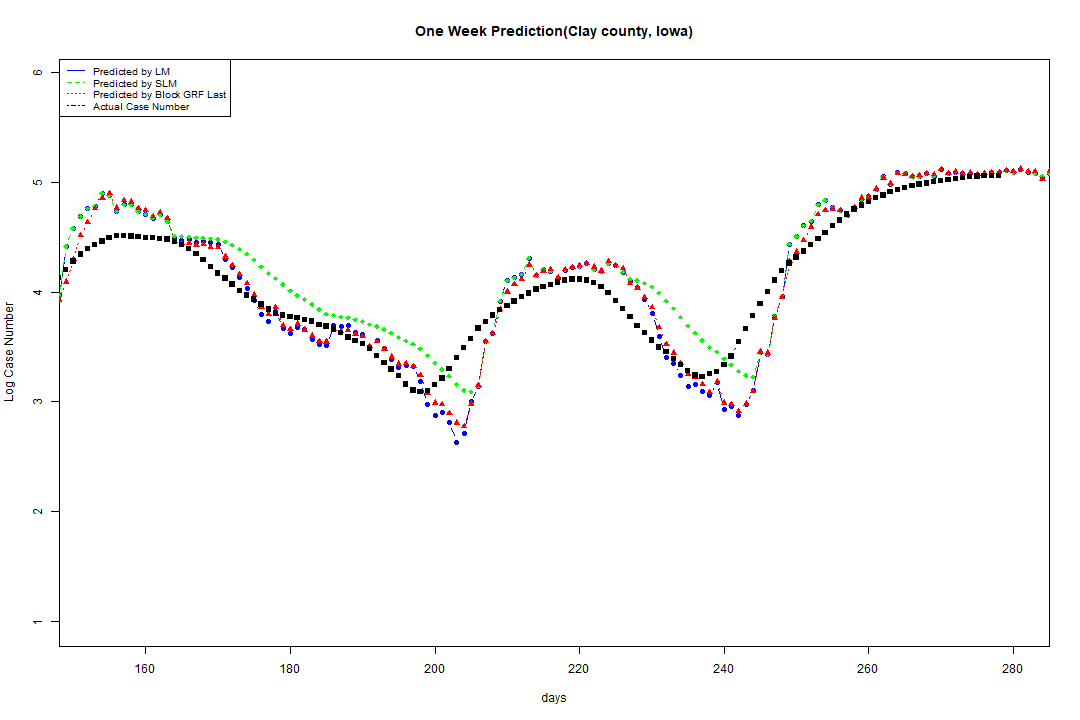 One Week Prediction(Clay county, Iowa)
Predicted by LM
Predicted by SLM
Predicted by Block GRF Last
Actual Case Number
6
5
4
3
2
1
Log Case Number
160 180 200 220 240 260 280
days